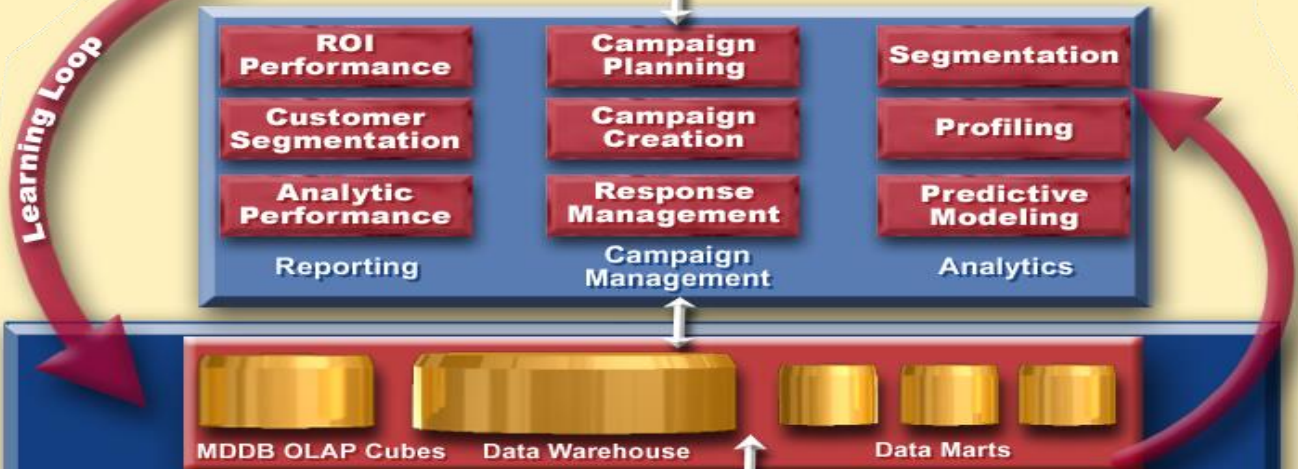 Learning Loop
ROI
Performance
Customer
Segmentation
Analytic
Performance
Reporting
Campaign
Planning
Campaign
Creation
Response
Management
Campaign
Management
Segmentation
Profiling
Predictive
Modeling
Analytics
MDDB OLAP Cubes
Data Warehouse
Data Marts